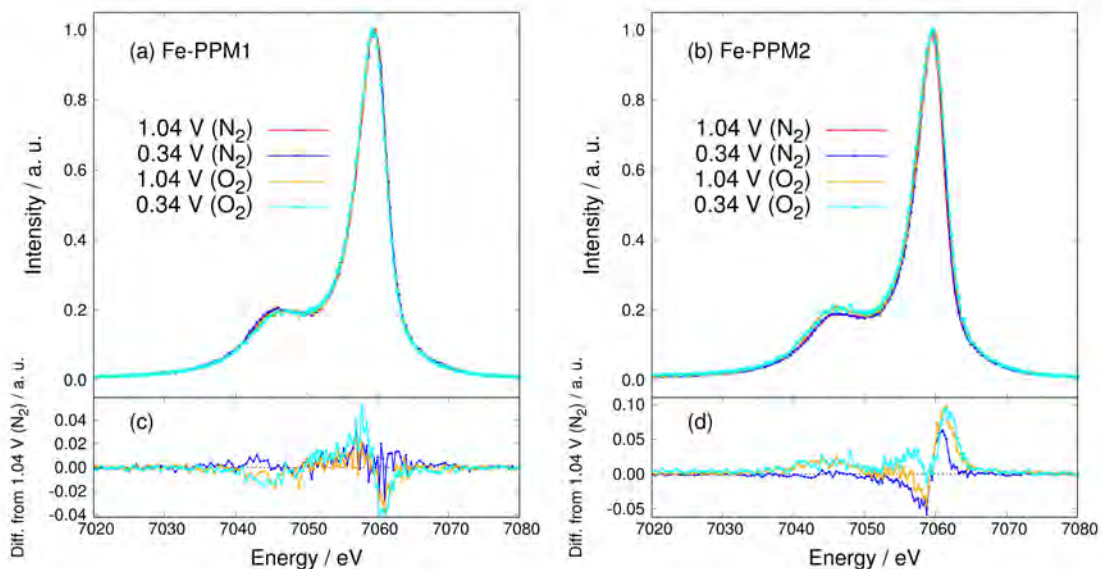 (a) Fe-PPM1
1.04 V (N₂)
0.34 V (N₂)
1.04 V (O₂)
0.34 V (O₂)
Intensity / a. u.
1.0
0.8
0.6
0.4
0.2
0.0
(c)
Diff. from 1.04 V (N₂) / a. u.
0.04
0.02
0.00
-0.02
-0.04
7020 7030 7040 7050 7060 7070 7080
Energy / eV
(b) Fe-PPM2
1.04 V (N₂)
0.34 V (N₂)
1.04 V (O₂)
0.34 V (O₂)
Intensity / a. u.
1.0
0.8
0.6
0.4
0.2
0.0
(d)
Diff. from 1.04 V (N₂) / a. u.
0.10
0.05
0.00
-0.05
7020 7030 7040 7050 7060 7070 7080
Energy / eV